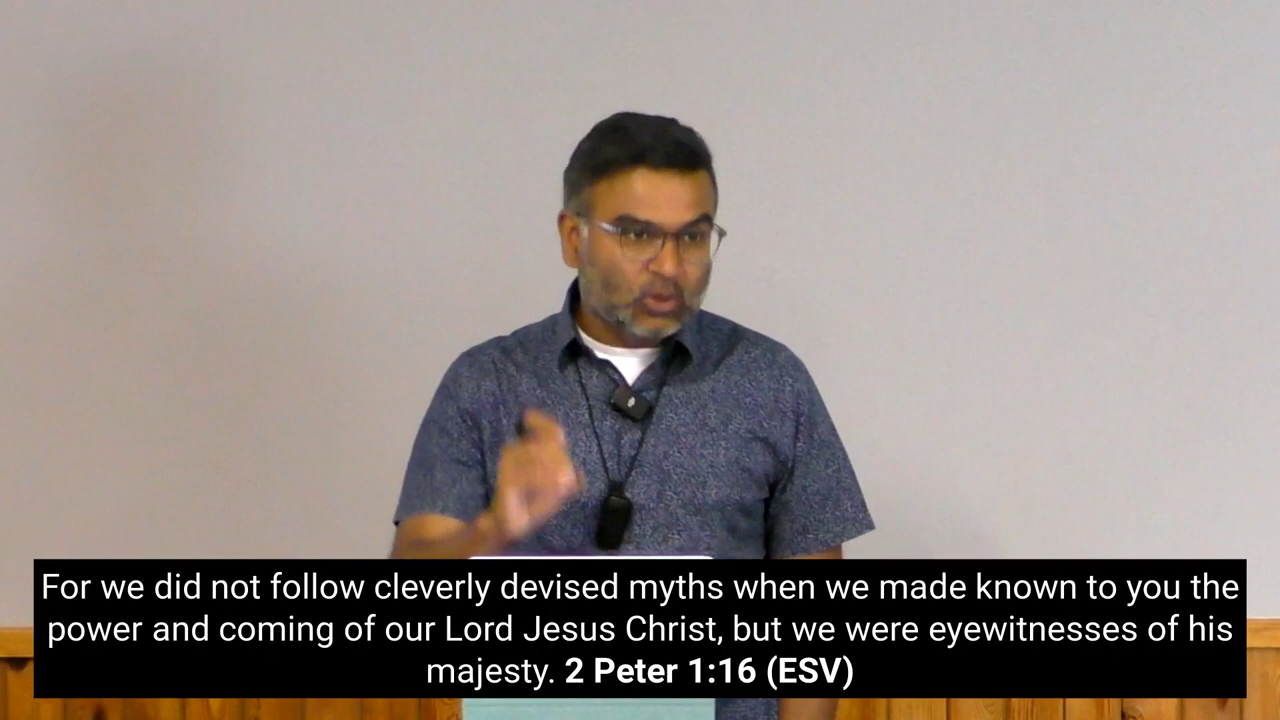 For we did not follow cleverly devised myths when we made known to you the
power and coming of our Lord Jesus Christ, but we were eyewitnesses of his
majesty. 2 Peter 1:16 (ESV)